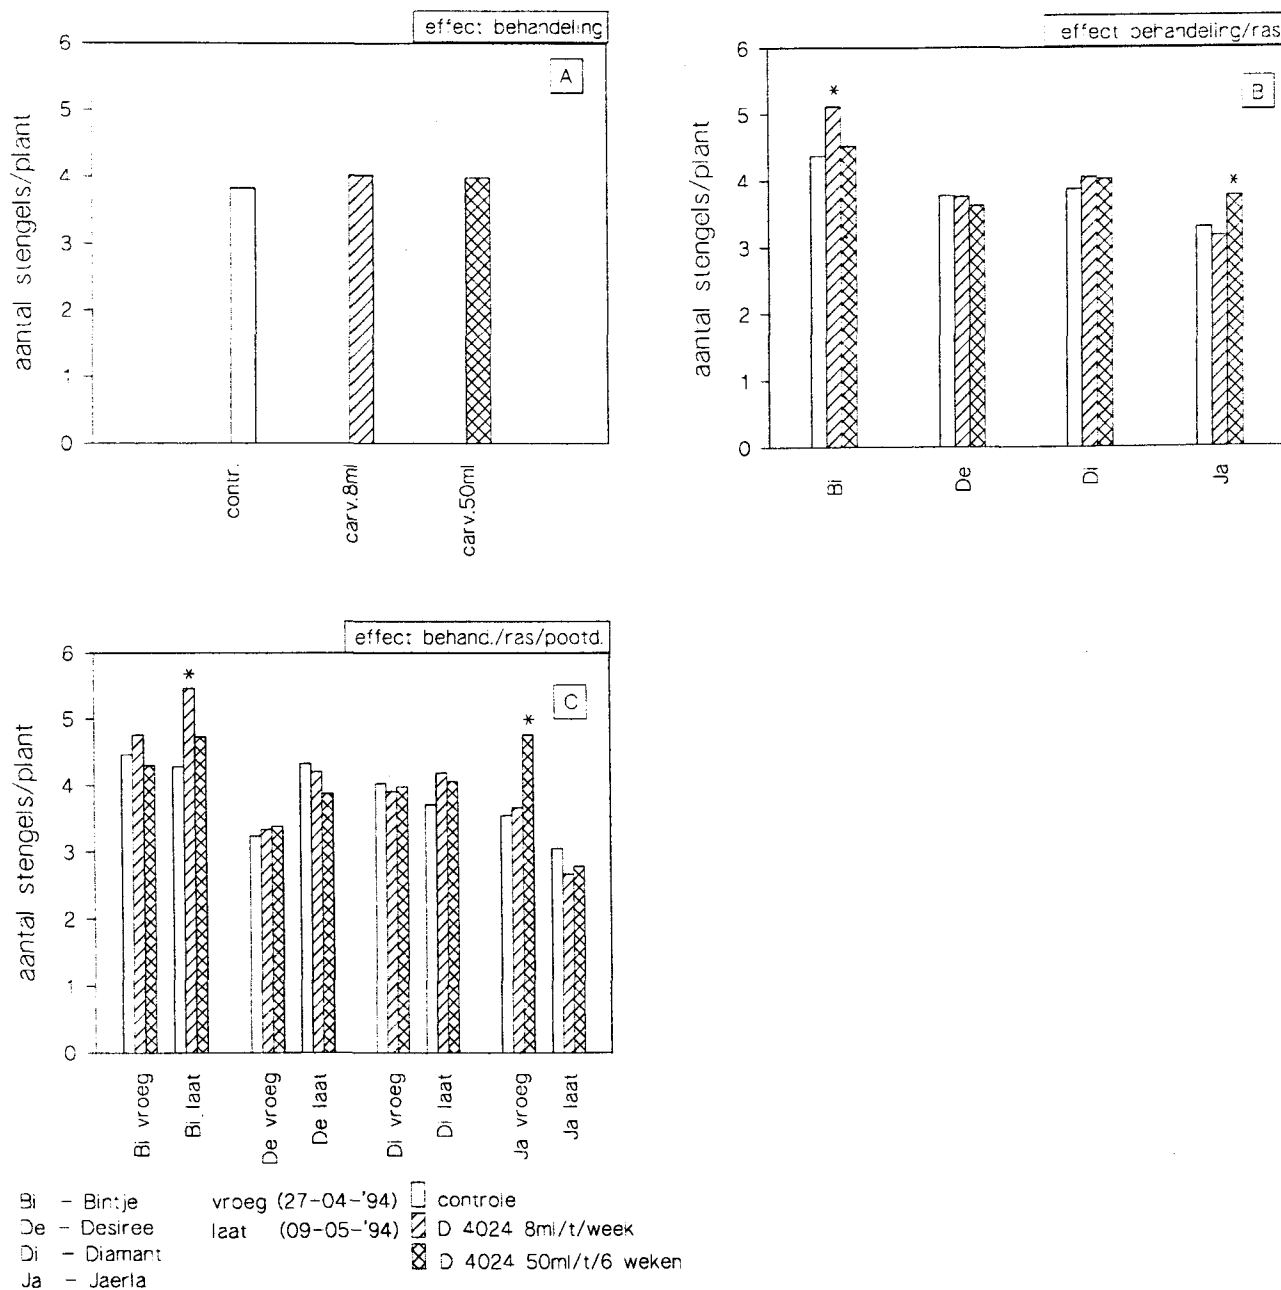 effect behandeling
A
aantal stengels/plant
6
5
4
3
2
1
0
contr.
carv.8ml
carv.50ml
effect behandeling/ras
B
aantal stengels/plant
6
5
4
3
2
1
0
*
*
Bi
De
Di
Ja
effect behand./ras/pootd.
C
aantal stengels/plant
6
5
4
3
2
1
0
*
*
Bi vroeg
Bi laat
De vroeg
De laat
Di vroeg
Di laat
Ja vroeg
Ja laat
Bi - Bintje vroeg (27-04-'94) controle
De - Desiree laat (09-05-'94) D 4024 8ml/t/week
Di - Diamant D 4024 50ml/t/6 weken
Ja - Jaerla